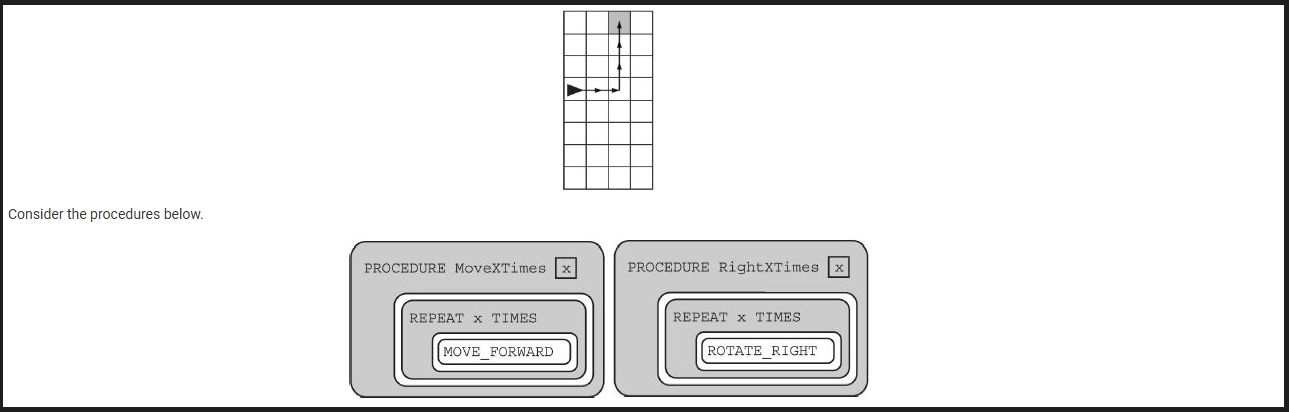 Consider the procedures below.
PROCEDURE MoveXTimes x
REPEAT x TIMES
MOVE_FORWARD
PROCEDURE RightXTimes x
REPEAT x TIMES
ROTATE_RIGHT